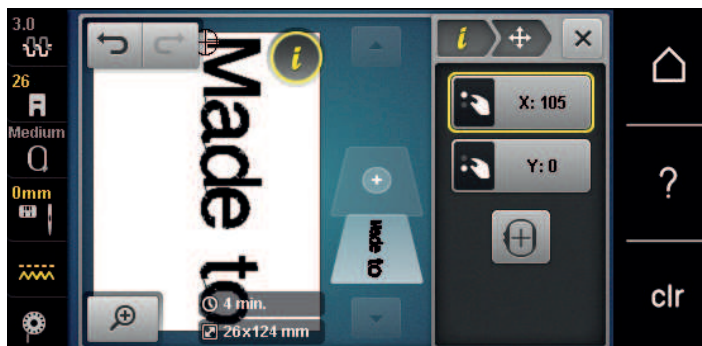 3.0
26
Medium
0mm
i
Made to
4 min.
26x124 mm
Made to
i
X: 105
Y: 0
?
clr